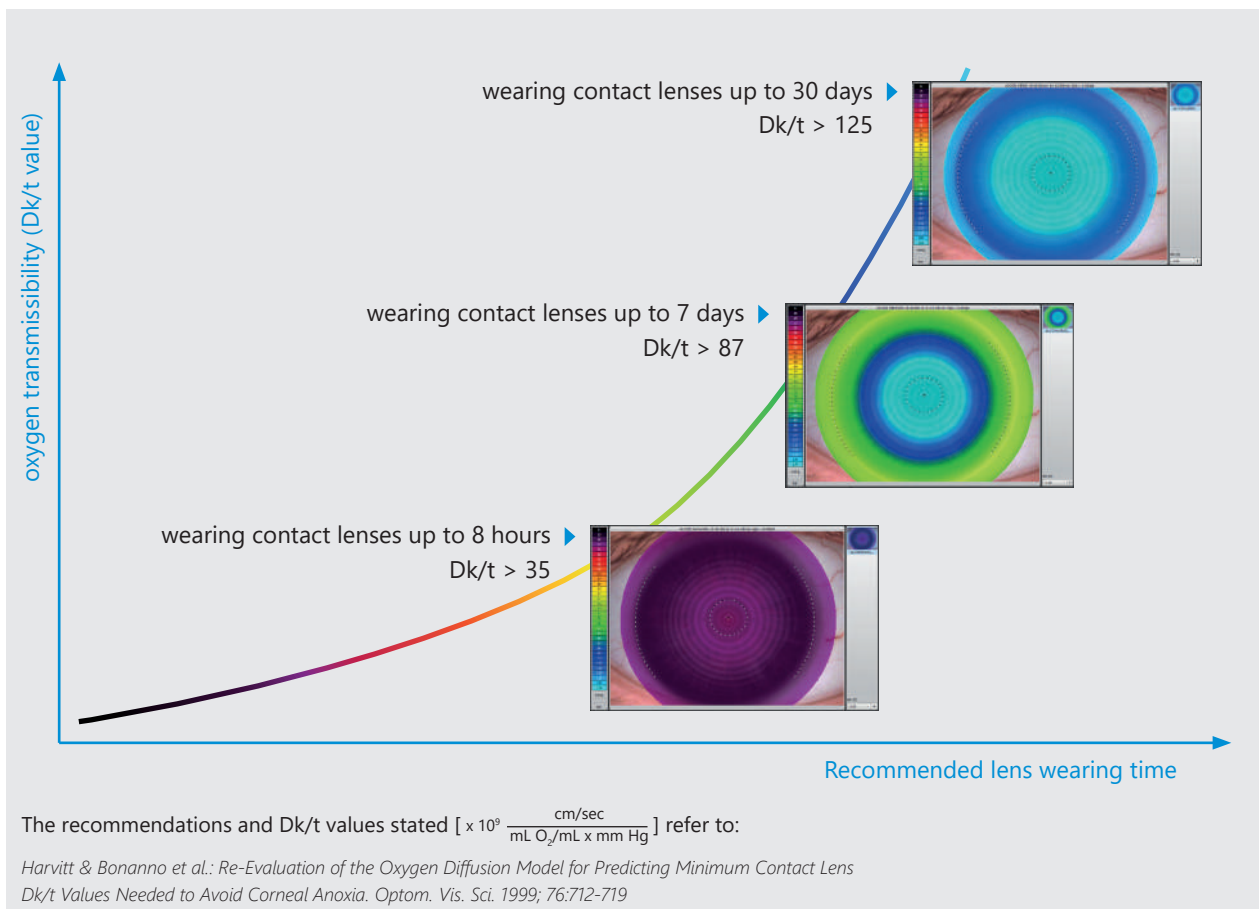 wearing contact lenses up to 30 days
Dk/t > 125
oxygen transmissibility (Dk/t value)
wearing contact lenses up to 7 days
Dk/t > 87
wearing contact lenses up to 8 hours
Dk/t > 35
Recommended lens wearing time
The recommendations and Dk/t values stated [ x 10⁹ cm/sec / mL O₂/mL x mm Hg ] refer to:
Harvitt & Bonanno et al.: Re-Evaluation of the Oxygen Diffusion Model for Predicting Minimum Contact Lens
Dk/t Values Needed to Avoid Corneal Anoxia. Optom. Vis. Sci. 1999; 76:712-719